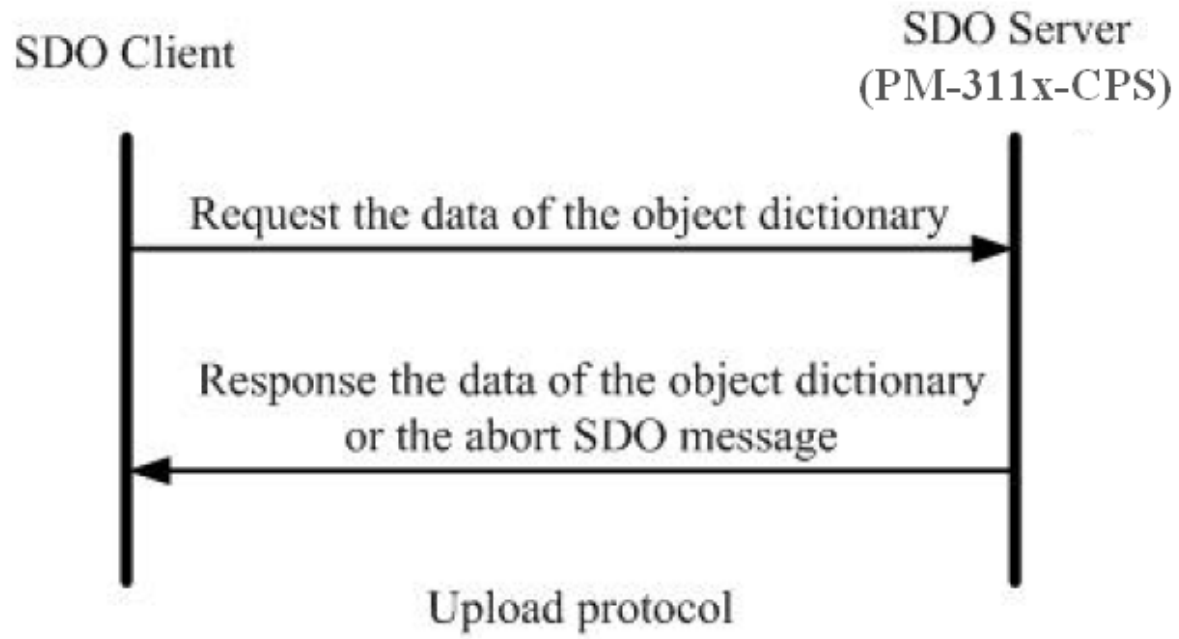 SDO Client
SDO Server
(PM-311x-CPS)
Request the data of the object dictionary
Response the data of the object dictionary
or the abort SDO message
Upload protocol